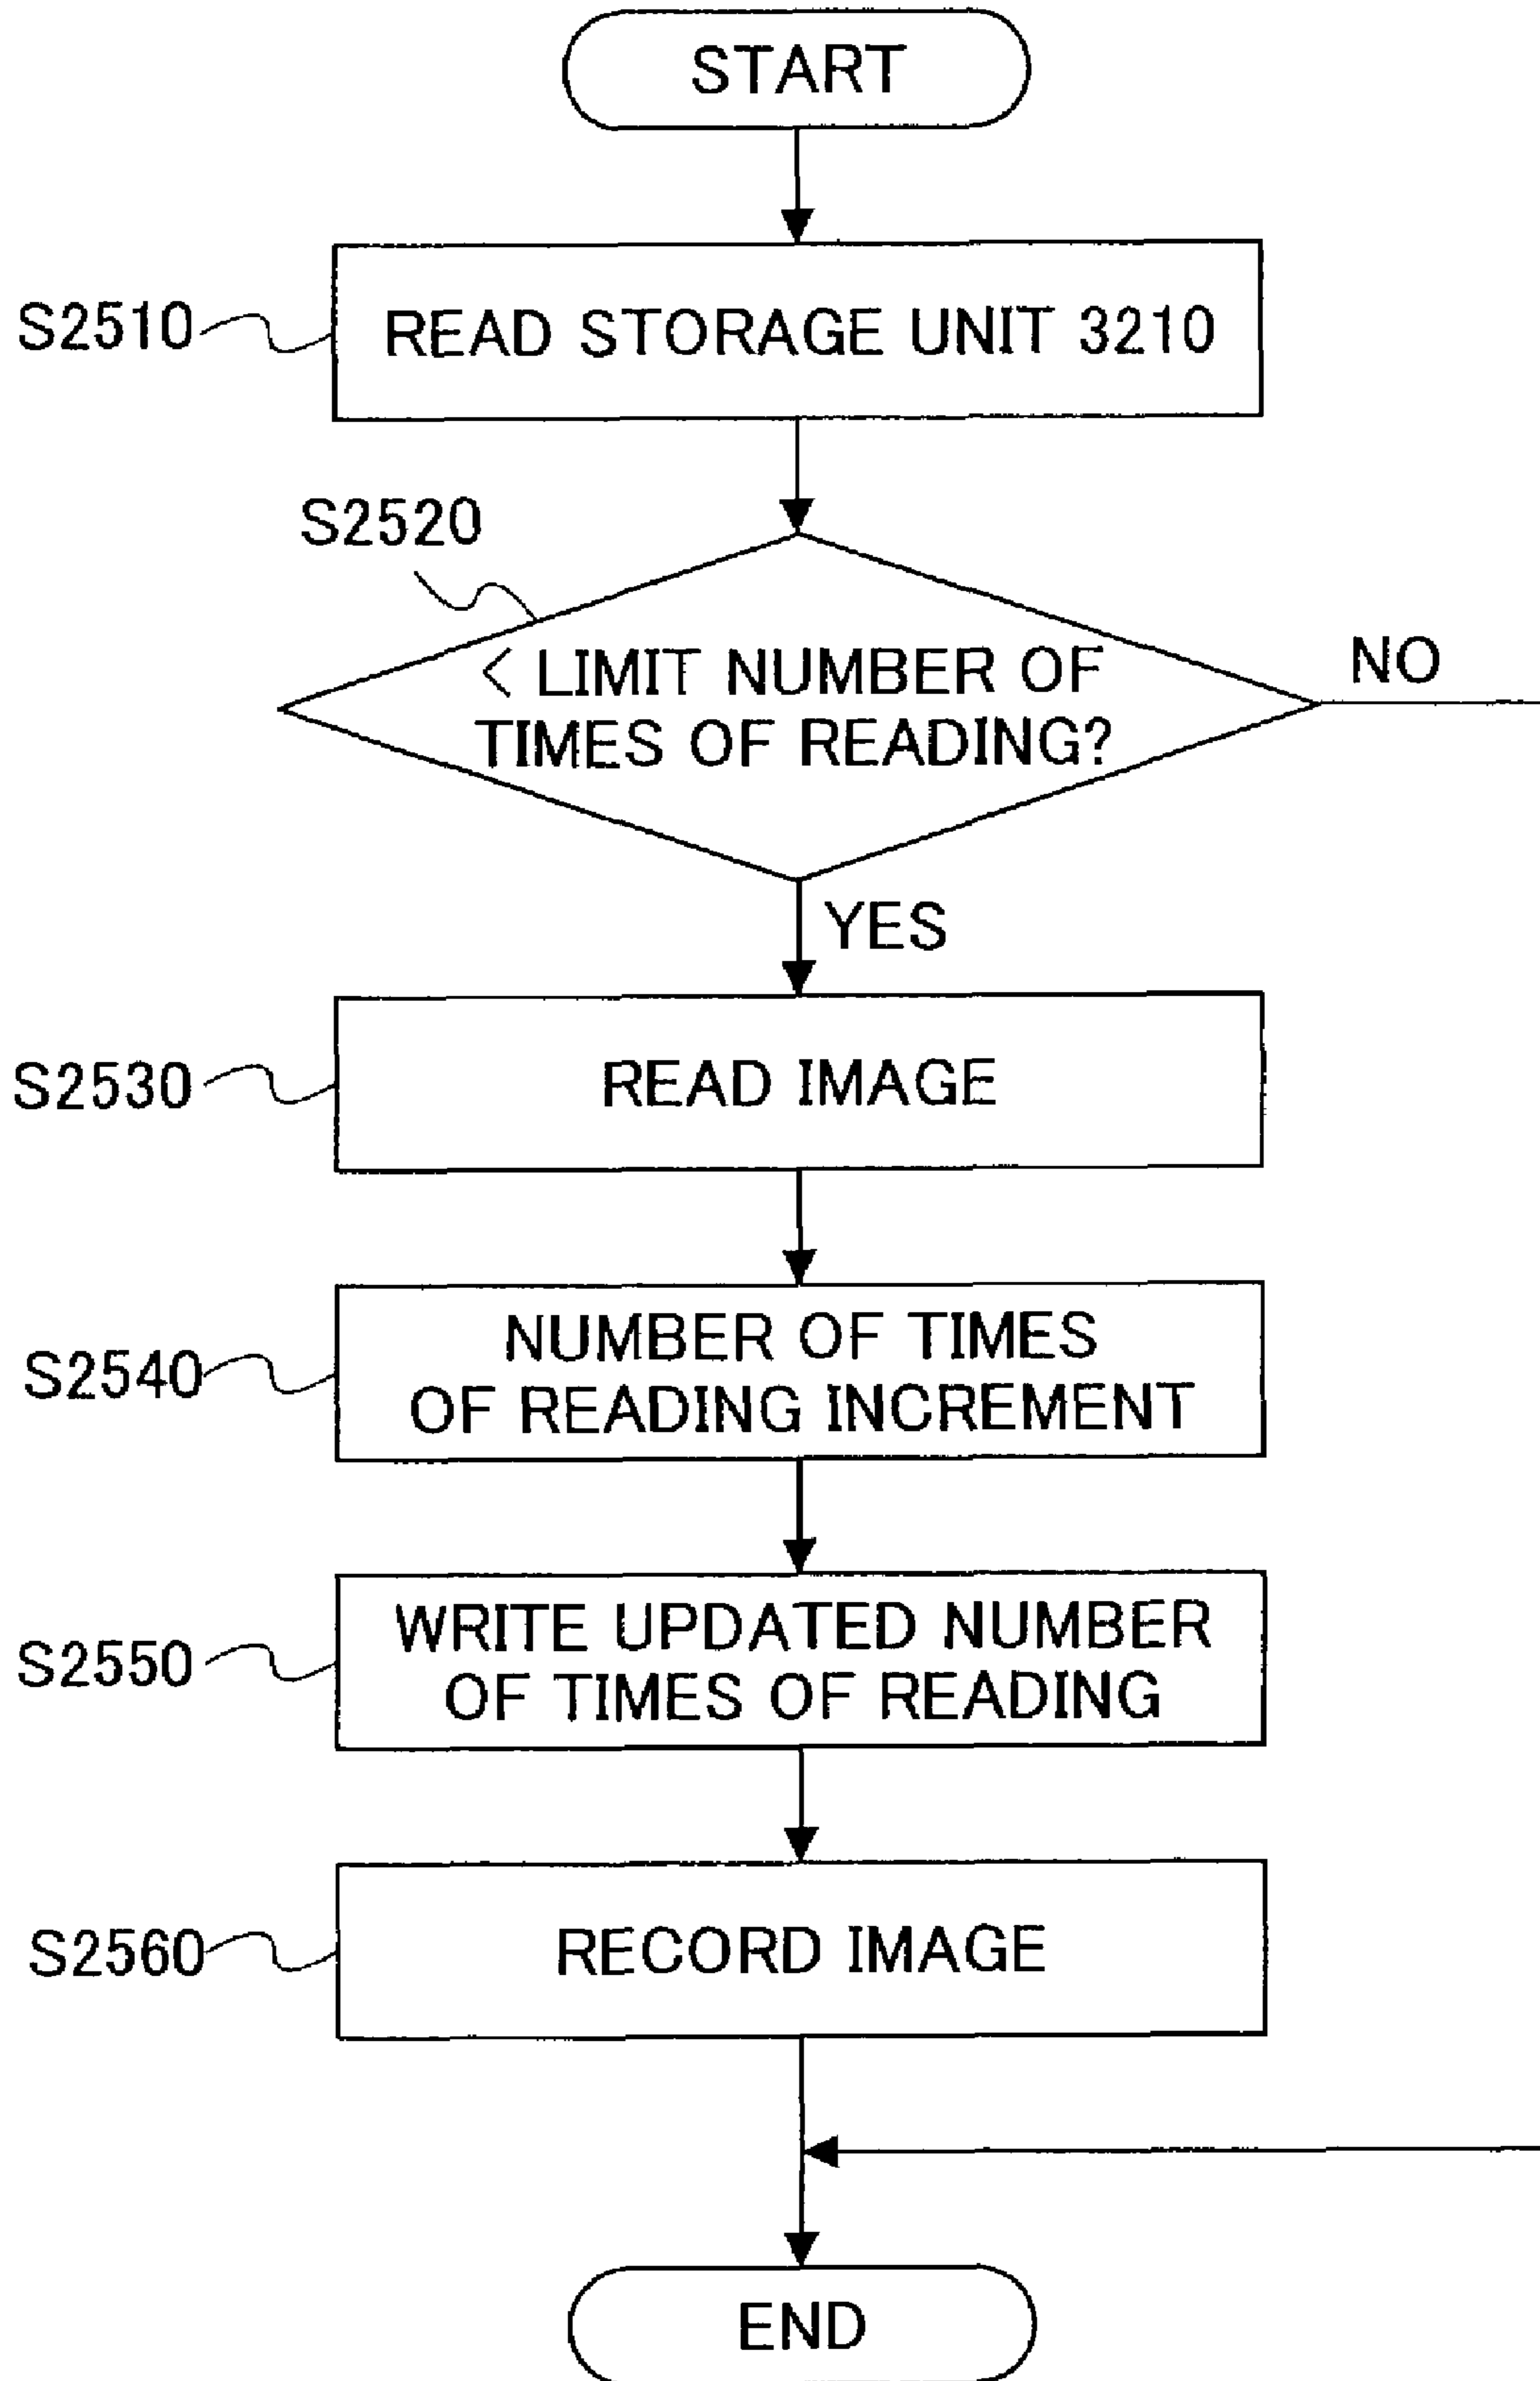 START
S2510
READ STORAGE UNIT 3210
S2520
< LIMIT NUMBER OF
TIMES OF READING?
NO
YES
S2530
READ IMAGE
S2540
NUMBER OF TIMES
OF READING INCREMENT
S2550
WRITE UPDATED NUMBER
OF TIMES OF READING
S2560
RECORD IMAGE
END